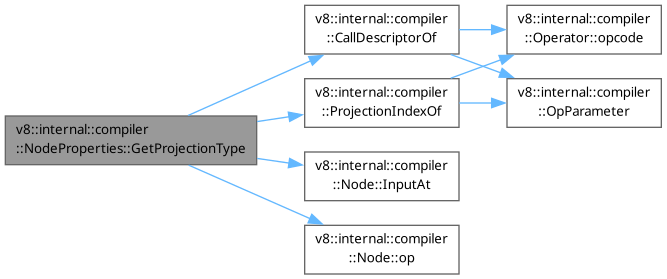 v8::internal::compiler
::NodeProperties::GetProjectionType
v8::internal::compiler
::CallDescriptorOf
v8::internal::compiler
::ProjectionIndexOf
v8::internal::compiler
::Node::InputAt
v8::internal::compiler
::Node::op
v8::internal::compiler
::Operator::opcode
v8::internal::compiler
::OpParameter